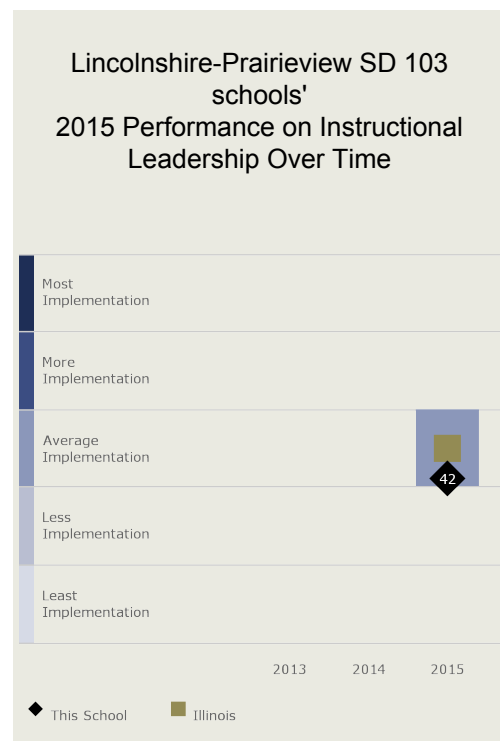 Lincolnshire-Prairieview SD 103
schools'
2015 Performance on Instructional
Leadership Over Time
Most
Implementation
More
Implementation
Average
Implementation
42
Less
Implementation
Least
Implementation
2013 2014 2015
This School Illinois